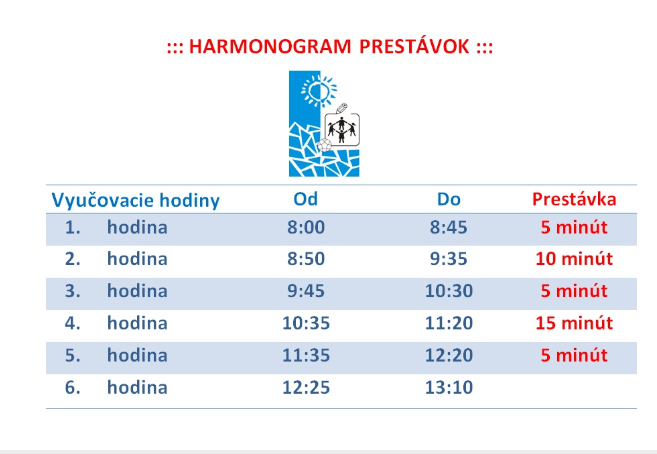 ::: HARMONOGRAM PRESTÁVOK :::
Vyučovacie hodiny Od Do Prestávka
1. hodina 8:00 8:45 5 minút
2. hodina 8:50 9:35 10 minút
3. hodina 9:45 10:30 5 minút
4. hodina 10:35 11:20 15 minút
5. hodina 11:35 12:20 5 minút
6. hodina 12:25 13:10